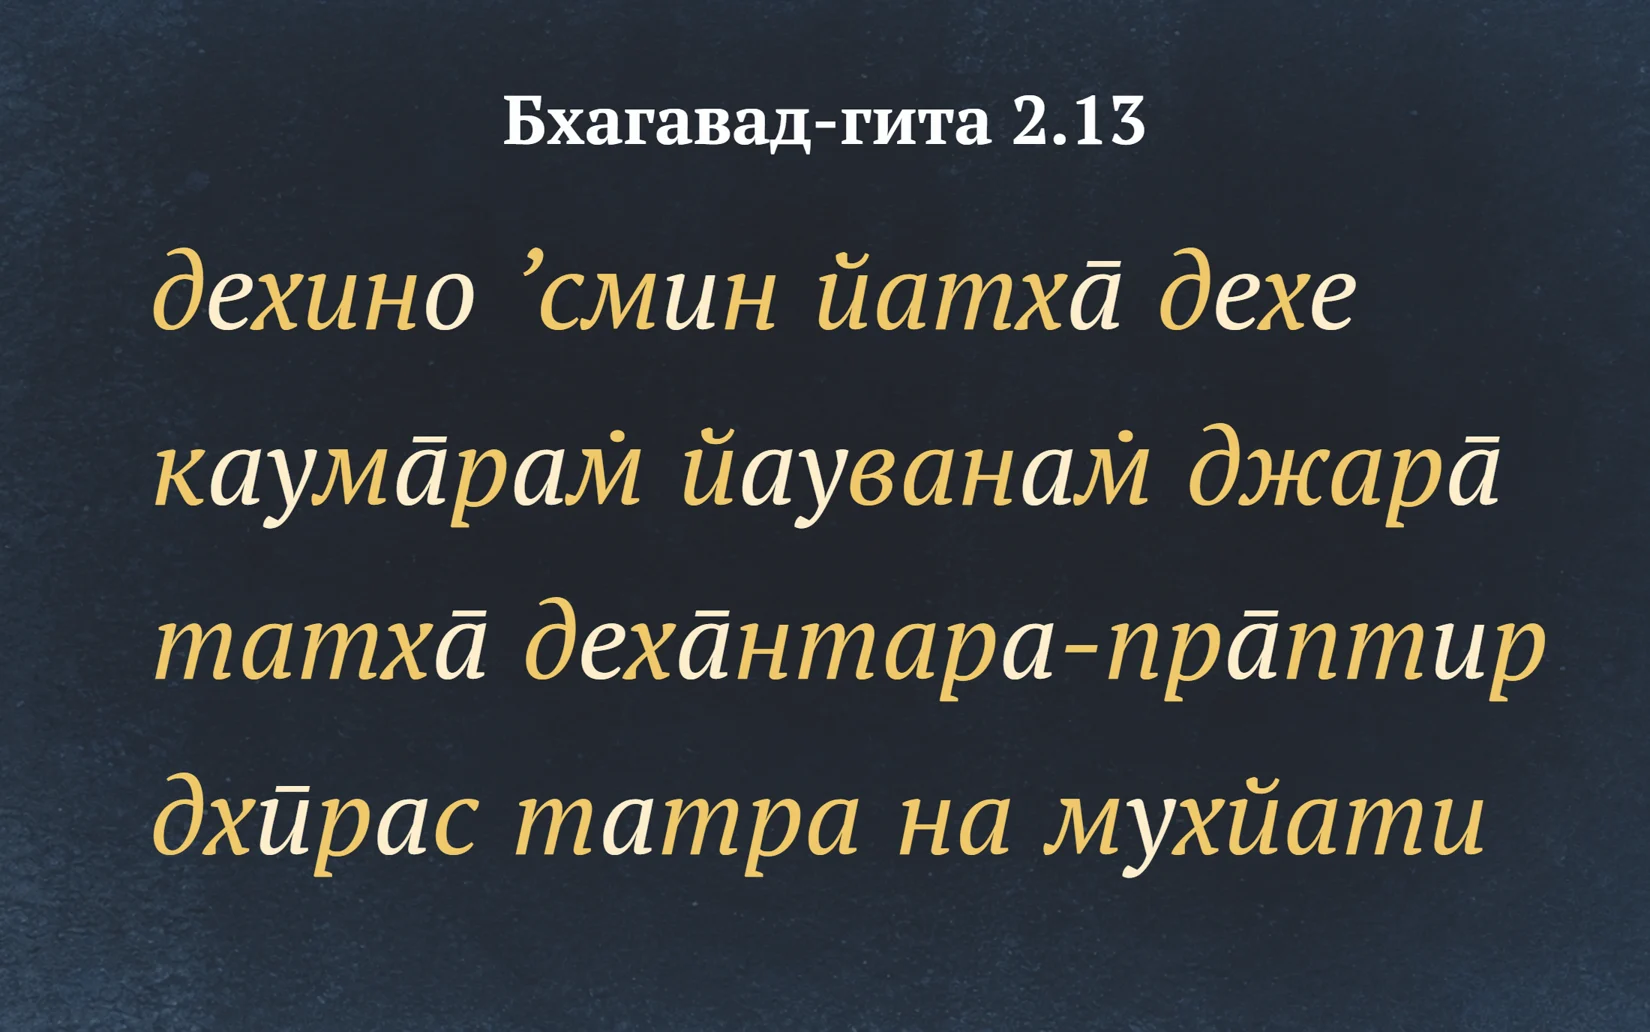 Бхагавад-гита 2.13
дехино ’смин йатха̄ дехе
каума̄рам̇ йауванам̇ джара̄
татха̄ деха̄нтара-пра̄птир
дхӣрас татра на мухйати